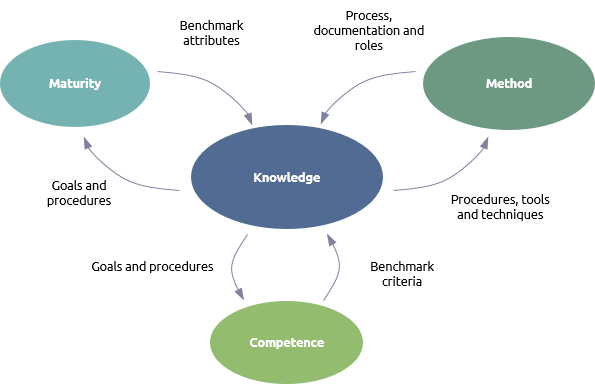 Benchmark
attributes
Process,
documentation and
roles
Maturity
Method
Knowledge
Goals and
procedures
Procedures, tools
and techniques
Goals and procedures
Benchmark
criteria
Competence